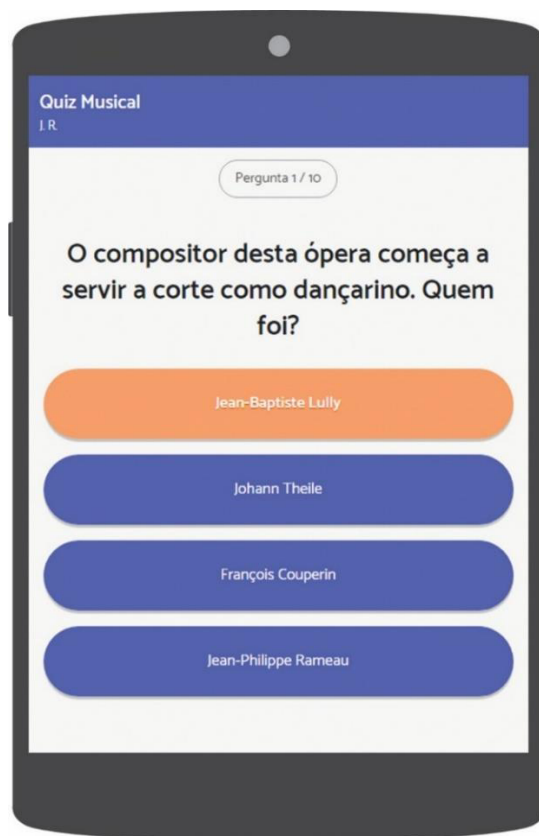 Quiz Musical
J. R.
Pergunta 1 / 10
O compositor desta ópera começa a
servir a corte como dançarino. Quem
foi?
Jean-Baptiste Lully
Johann Theile
François Couperin
Jean-Philippe Rameau